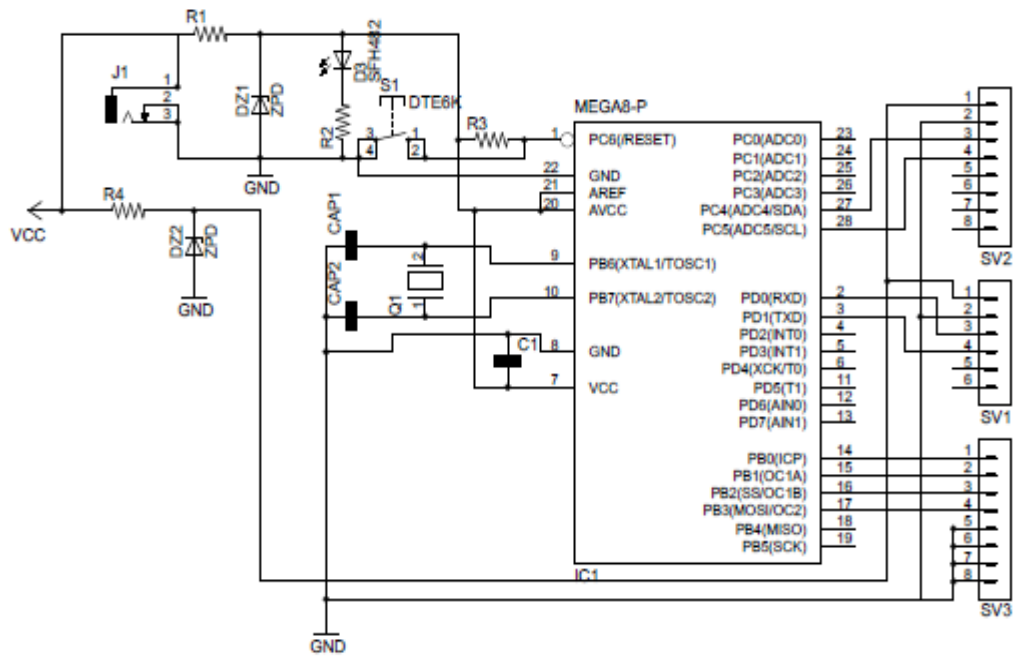 R1
J1
1
2
3
DZ1
ZPD
D3
SFH482
R2
S1
DTE6K
3
4
1
2
R3
GND
VCC
R4
DZ2
ZPD
GND
CAP1
CAP2
Q1
2
1
C1
GND
MEGA8-P
1 PC6(/RESET)
22 GND
21 AREF
20 AVCC
9 PB6(XTAL1/TOSC1)
10 PB7(XTAL2/TOSC2)
8 GND
7 VCC
PC0(ADC0) 23
PC1(ADC1) 24
PC2(ADC2) 25
PC3(ADC3) 26
PC4(ADC4/SDA) 27
PC5(ADC5/SCL) 28
PD0(RXD) 2
PD1(TXD) 3
PD2(INT0) 4
PD3(INT1) 5
PD4(XCK/T0) 6
PD5(T1) 11
PD6(AIN0) 12
PD7(AIN1) 13
PB0(ICP) 14
PB1(OC1A) 15
PB2(SS/OC1B) 16
PB3(MOSI/OC2) 17
PB4(MISO) 18
PB5(SCK) 19
IC1
1
2
3
4
5
6
7
8
SV2
1
2
3
4
5
6
SV1
1
2
3
4
5
6
7
8
SV3